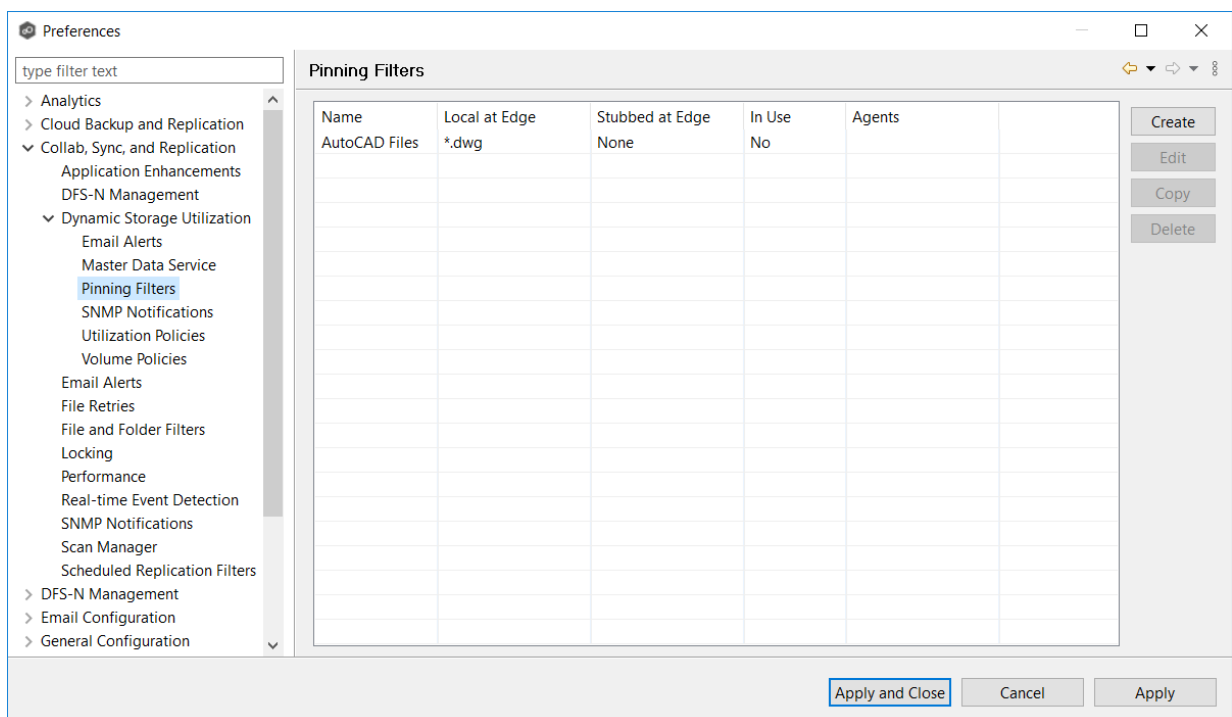 Preferences
type filter text
Analytics
Cloud Backup and Replication
Collab, Sync, and Replication
Application Enhancements
DFS-N Management
Dynamic Storage Utilization
Email Alerts
Master Data Service
Pinning Filters
SNMP Notifications
Utilization Policies
Volume Policies
Email Alerts
File Retries
File and Folder Filters
Locking
Performance
Real-time Event Detection
SNMP Notifications
Scan Manager
Scheduled Replication Filters
DFS-N Management
Email Configuration
General Configuration
Pinning Filters
Name Local at Edge Stubbed at Edge In Use Agents
AutoCAD Files *.dwg None No
Create
Edit
Copy
Delete
Apply and Close Cancel Apply